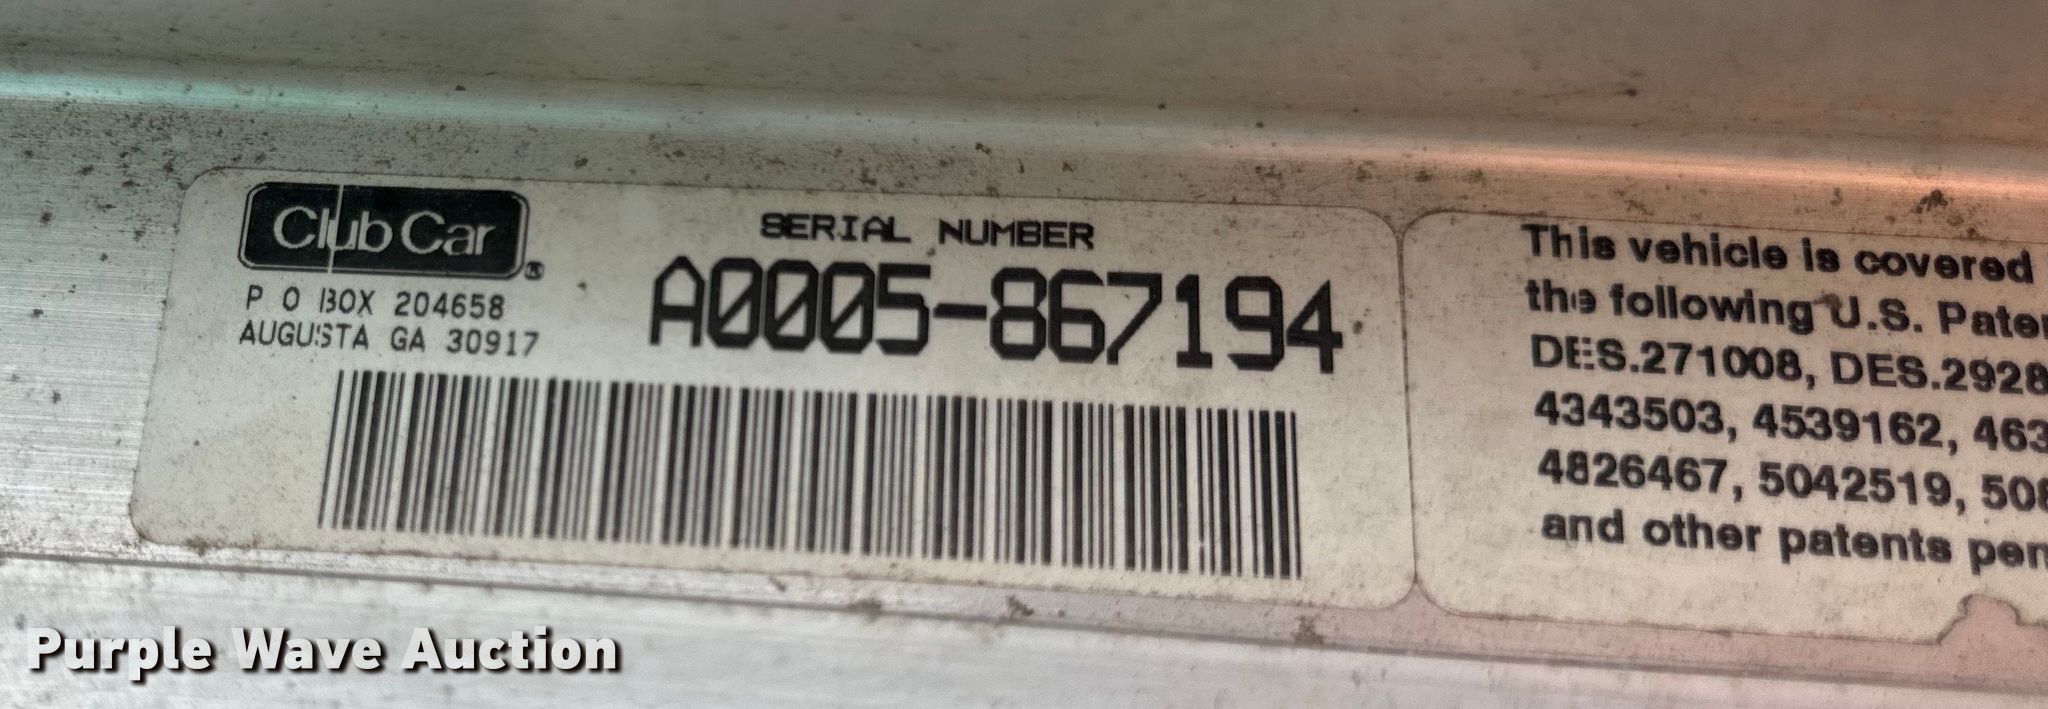 Club Car®
P O BOX 204658
AUGUSTA GA 30917
SERIAL NUMBER
A0005-867194
This vehicle is covered
the following U.S. Pate
DES.271008, DES.2928
4343503, 4539162, 463
4826467, 5042519, 508
and other patents pen
Purple Wave Auction